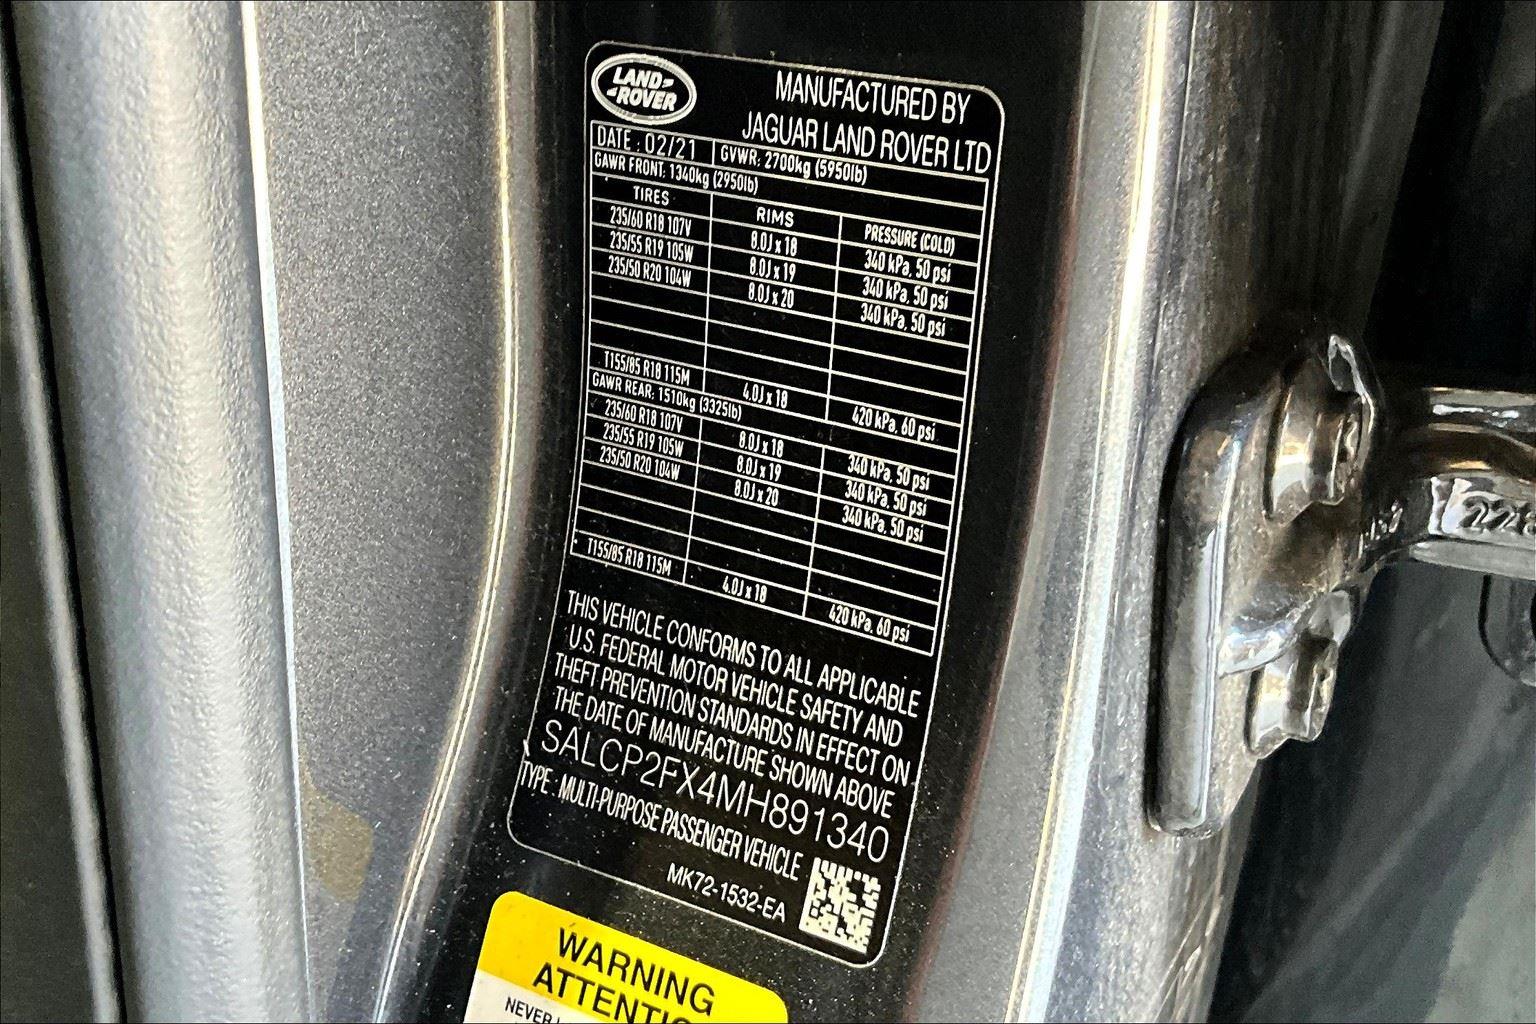 LAND-
-ROVER
MANUFACTURED BY
JAGUAR LAND ROVER LTD
DATE : 02/21 GVWR: 2700kg (5950lb)
GAWR FRONT: 1340kg (2950lb)
TIRES RIMS PRESSURE (COLD)
235/60 R18 107V 8.0J x 18 340 kPa, 50 psi
235/55 R19 105W 8.0J x 19 340 kPa, 50 psi
235/50 R20 104W 8.0J x 20 340 kPa, 50 psi
T155/85 R18 115M 4.0J x 18 420 kPa, 60 psi
GAWR REAR: 1510kg (3325lb)
235/60 R18 107V 8.0J x 18 340 kPa, 50 psi
235/55 R19 105W 8.0J x 19 340 kPa, 50 psi
235/50 R20 104W 8.0J x 20 340 kPa, 50 psi
T155/85 R18 115M 4.0J x 18 420 kPa, 60 psi
THIS VEHICLE CONFORMS TO ALL APPLICABLE
U.S. FEDERAL MOTOR VEHICLE SAFETY AND
THEFT PREVENTION STANDARDS IN EFFECT ON
THE DATE OF MANUFACTURE SHOWN ABOVE
SALCP2FX4MH891340
TYPE : MULTI-PURPOSE PASSENGER VEHICLE
MK72-1532-EA
WARNING
NEVER